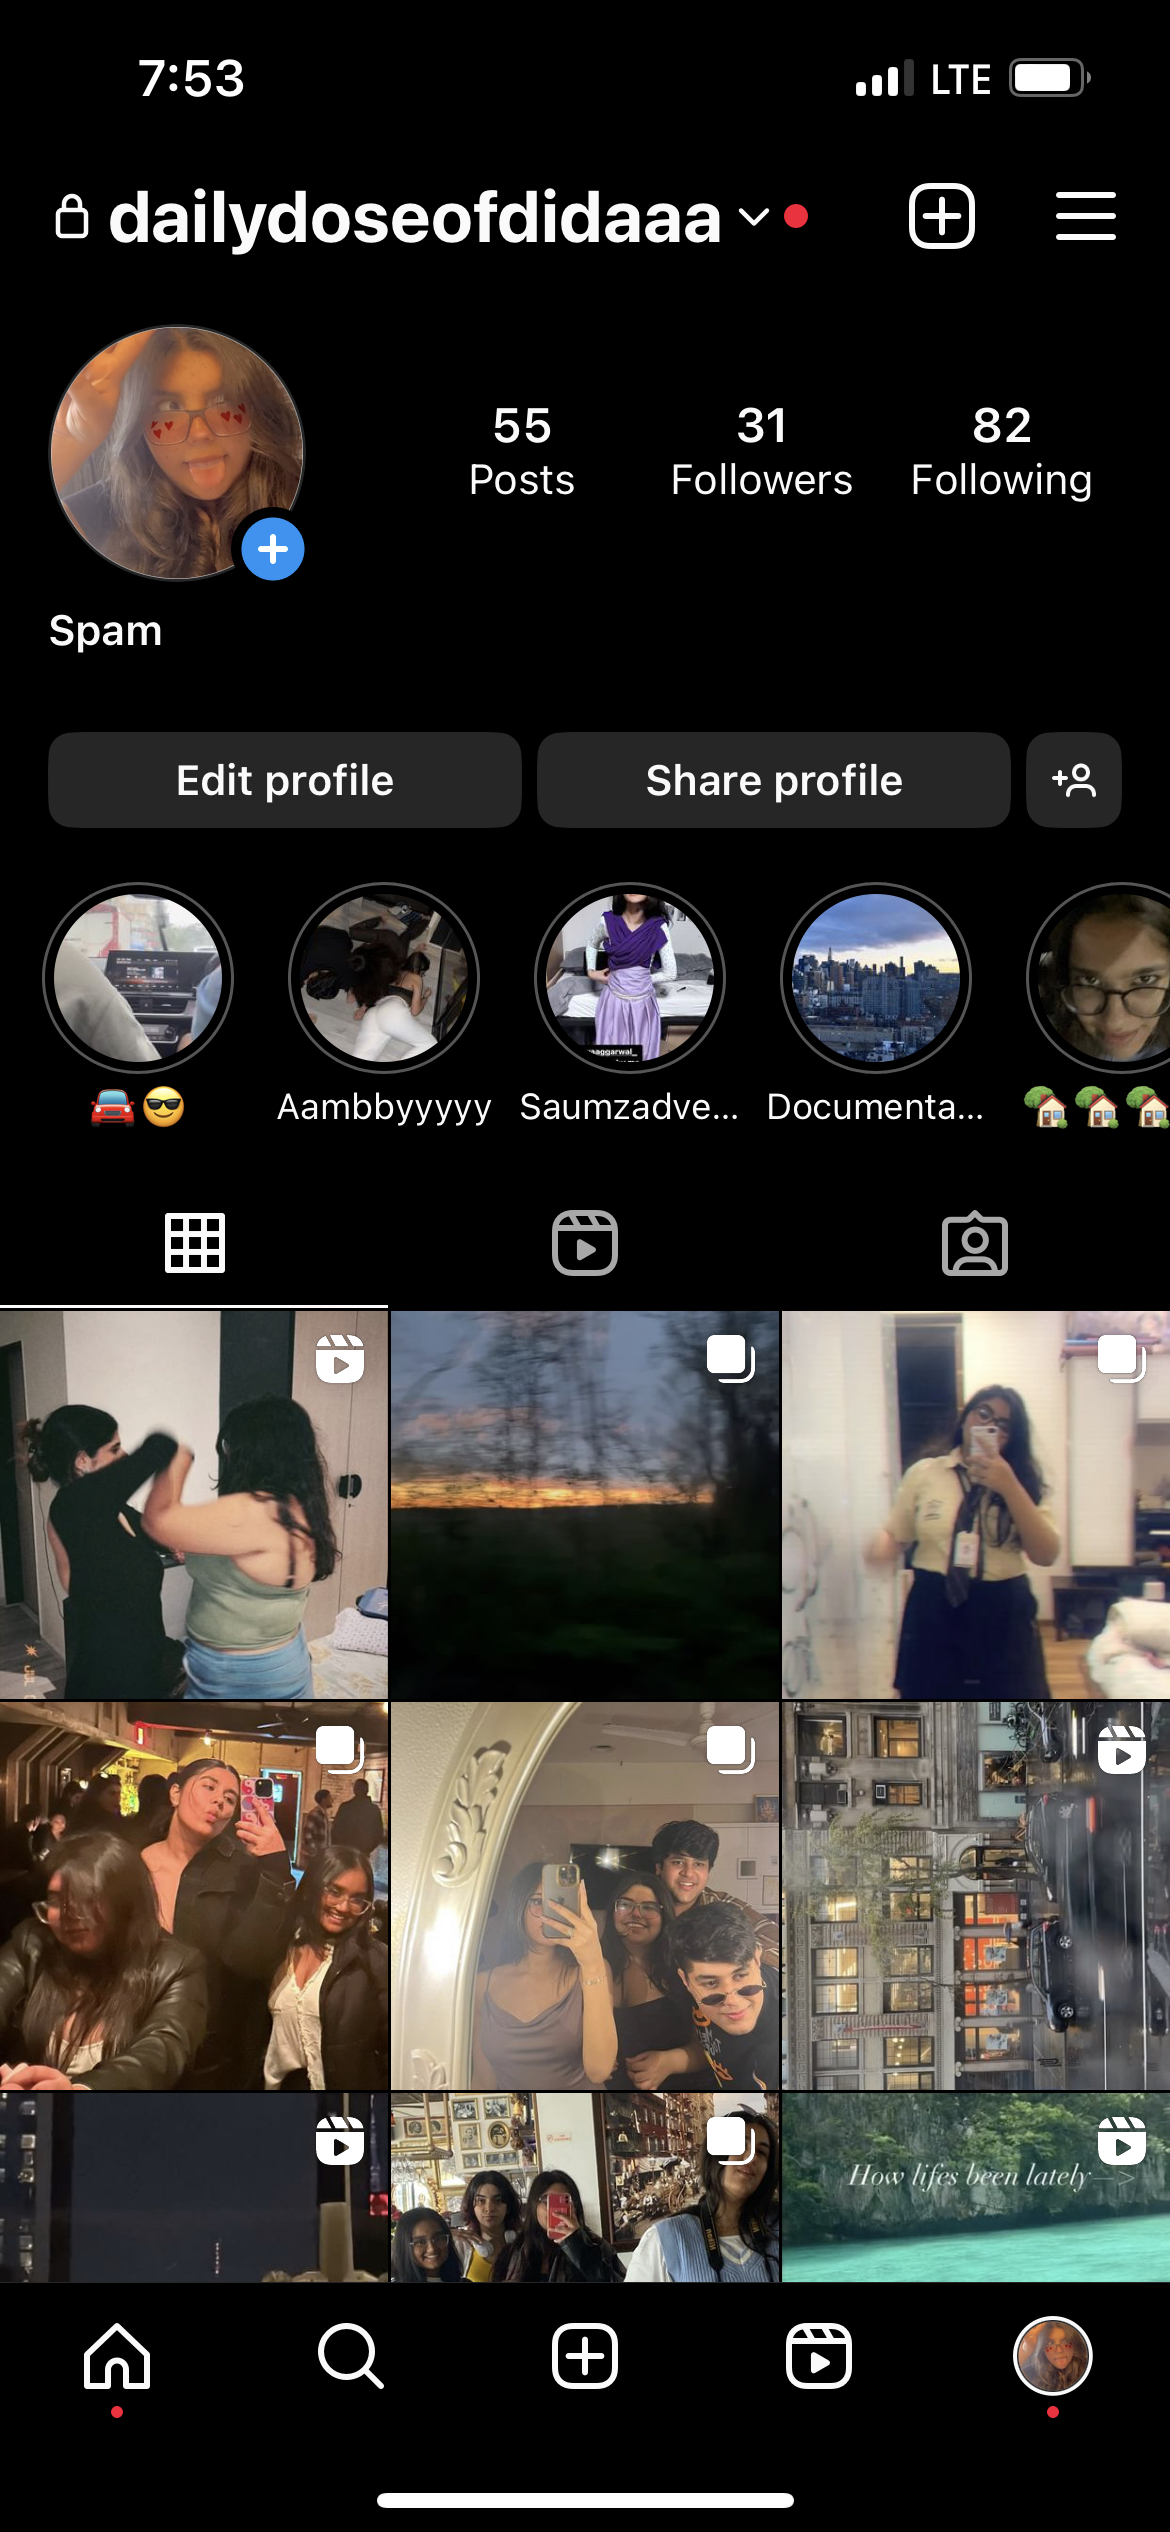 7:53 LTE
dailydoseofdidaaa
55 31 82
Posts Followers Following
Spam
Edit profile Share profile
aaggarwal_
🚗😎 Aambbyyyyy Saumzadve... Documenta... 🏡🏡🏡
How lifes been lately—>